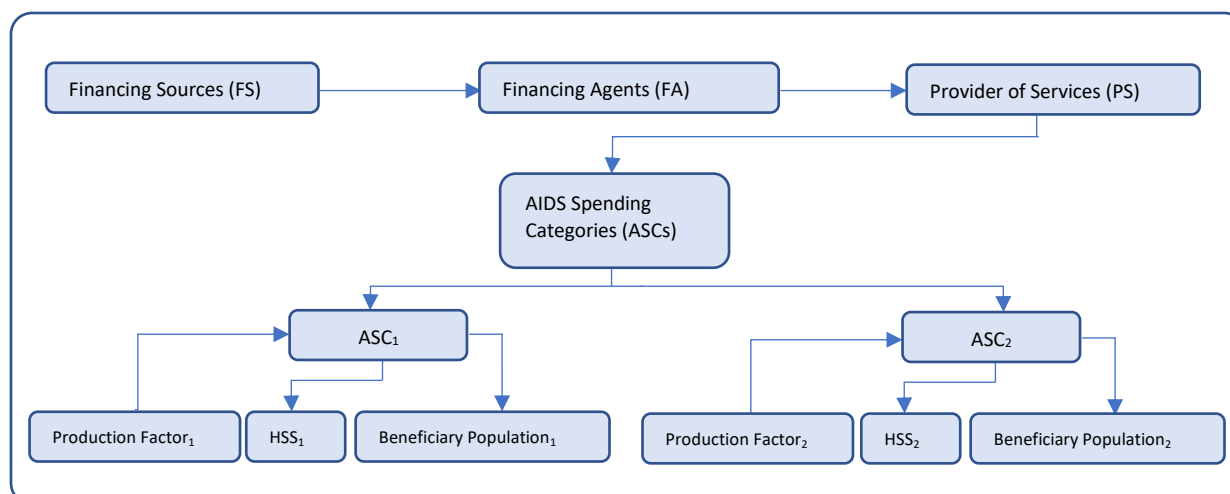 Financing Sources (FS)
Financing Agents (FA)
Provider of Services (PS)
AIDS Spending
Categories (ASCs)
ASC₁
ASC₂
Production Factor₁
HSS₁
Beneficiary Population₁
Production Factor₂
HSS₂
Beneficiary Population₂